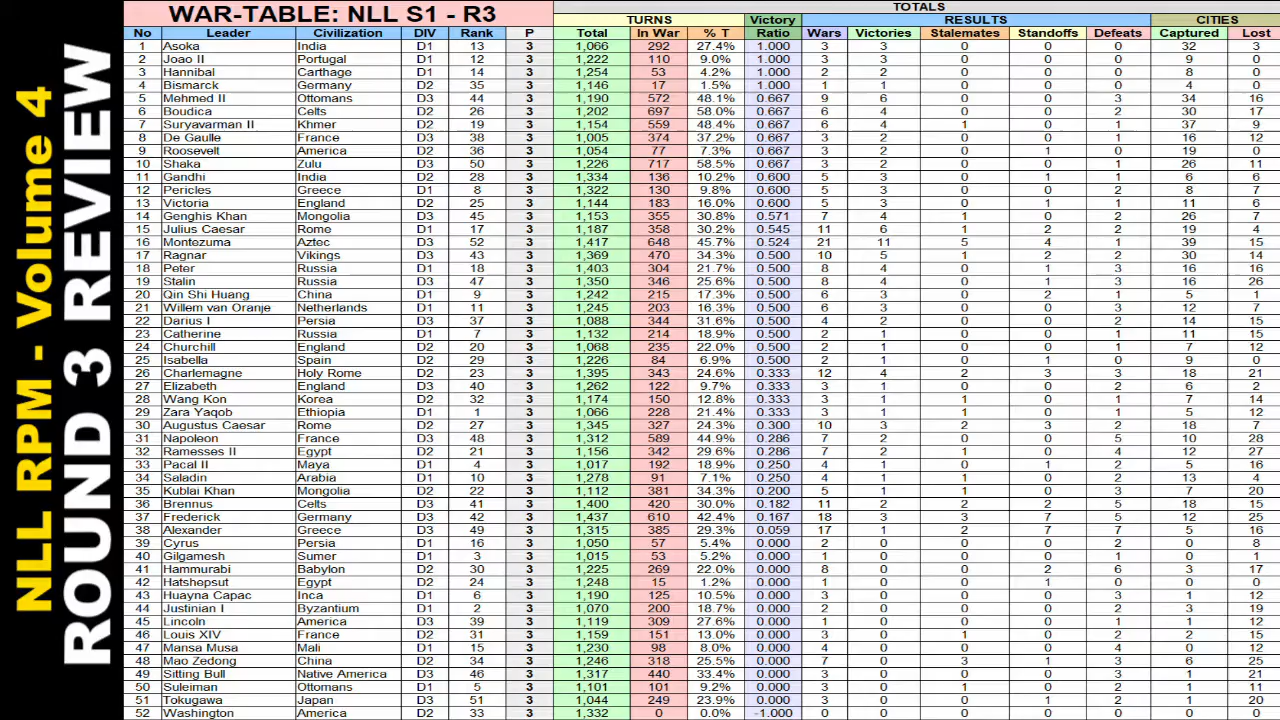 NLL RPM - Volume 4
ROUND 3 REVIEW
WAR-TABLE: NLL S1 - R3 TOTALS
TURNS Victory RESULTS CITIES
No Leader Civilization DIV Rank P Total In War % T Ratio Wars Victories Stalemates Standoffs Defeats Captured Lost
1 Asoka India D1 13 3 1,066 292 27.4% 1.000 3 3 0 0 0 32 3
2 Joao II Portugal D1 12 3 1,222 110 9.0% 1.000 3 3 0 0 0 9 0
3 Hannibal Carthage D1 14 3 1,254 53 4.2% 1.000 2 2 0 0 0 8 0
4 Bismarck Germany D2 35 3 1,146 17 1.5% 1.000 1 1 0 0 0 4 0
5 Mehmed II Ottomans D3 44 3 1,190 572 48.1% 0.667 9 6 0 0 3 34 16
6 Boudica Celts D2 26 3 1,202 697 58.0% 0.667 6 4 0 0 2 30 17
7 Suryavarman II Khmer D2 19 3 1,154 559 48.4% 0.667 6 4 1 0 1 37 9
8 De Gaulle France D3 38 3 1,005 374 37.2% 0.667 3 2 0 0 1 16 12
9 Roosevelt America D2 36 3 1,054 77 7.3% 0.667 3 2 0 1 0 19 0
10 Shaka Zulu D3 50 3 1,226 717 58.5% 0.667 3 2 0 0 1 26 11
11 Gandhi India D2 28 3 1,334 136 10.2% 0.600 5 3 0 1 1 6 6
12 Pericles Greece D1 8 3 1,322 130 9.8% 0.600 5 3 0 0 2 8 7
13 Victoria England D2 25 3 1,144 183 16.0% 0.600 5 3 0 1 1 11 6
14 Genghis Khan Mongolia D3 45 3 1,153 355 30.8% 0.571 7 4 1 0 2 26 7
15 Julius Caesar Rome D1 17 3 1,187 358 30.2% 0.545 11 6 1 2 2 19 4
16 Montezuma Aztec D3 52 3 1,417 648 45.7% 0.524 21 11 5 4 1 39 15
17 Ragnar Vikings D3 43 3 1,369 470 34.3% 0.500 10 5 1 2 2 30 14
18 Peter Russia D1 18 3 1,403 304 21.7% 0.500 8 4 0 1 3 16 16
19 Stalin Russia D3 47 3 1,350 346 25.6% 0.500 8 4 0 1 3 16 26
20 Qin Shi Huang China D1 9 3 1,242 215 17.3% 0.500 6 3 0 2 1 5 1
21 Willem van Oranje Netherlands D1 11 3 1,245 203 16.3% 0.500 6 3 0 0 3 12 7
22 Darius I Persia D3 37 3 1,088 344 31.6% 0.500 4 2 0 0 2 14 15
23 Catherine Russia D1 7 3 1,132 214 18.9% 0.500 2 1 0 0 1 11 15
24 Churchill England D2 20 3 1,068 235 22.0% 0.500 2 1 0 0 1 7 12
25 Isabella Spain D2 29 3 1,226 84 6.9% 0.500 2 1 0 1 0 9 0
26 Charlemagne Holy Rome D2 23 3 1,395 343 24.6% 0.333 12 4 2 3 3 18 21
27 Elizabeth England D3 40 3 1,262 122 9.7% 0.333 3 1 0 0 2 6 2
28 Wang Kon Korea D2 32 3 1,174 150 12.8% 0.333 3 1 1 0 1 7 14
29 Zara Yaqob Ethiopia D1 1 3 1,066 228 21.4% 0.333 3 1 1 0 1 5 12
30 Augustus Caesar Rome D2 27 3 1,345 327 24.3% 0.300 10 3 2 3 2 18 7
31 Napoleon France D3 48 3 1,312 589 44.9% 0.286 7 2 0 0 5 10 28
32 Ramesses II Egypt D2 21 3 1,156 342 29.6% 0.286 7 2 1 0 4 12 27
33 Pacal II Maya D1 4 3 1,017 192 18.9% 0.250 4 1 1 0 2 5 16
34 Saladin Arabia D1 10 3 1,278 91 7.1% 0.250 4 1 1 0 2 13 4
35 Kublai Khan Mongolia D2 22 3 1,112 381 34.3% 0.200 5 1 1 0 3 7 20
36 Brennus Celts D3 41 3 1,400 420 30.0% 0.182 11 2 2 2 5 18 15
37 Frederick Germany D3 42 3 1,437 610 42.4% 0.167 18 3 3 7 5 12 25
38 Alexander Greece D3 49 3 1,315 385 29.3% 0.059 17 1 2 7 7 5 16
39 Cyrus Persia D1 16 3 1,050 57 5.4% 0.000 2 0 0 0 2 0 8
40 Gilgamesh Sumer D1 3 3 1,015 53 5.2% 0.000 1 0 0 0 1 0 1
41 Hammurabi Babylon D2 30 3 1,225 269 22.0% 0.000 8 0 0 2 6 3 17
42 Hatshepsut Egypt D2 24 3 1,248 15 1.2% 0.000 1 0 0 1 0 0 0
43 Huayna Capac Inca D1 6 3 1,190 125 10.5% 0.000 3 0 0 0 3 1 12
44 Justinian I Byzantium D1 2 3 1,070 200 18.7% 0.000 2 0 0 0 2 3 19
45 Lincoln America D3 39 3 1,119 309 27.6% 0.000 1 0 0 0 1 1 12
46 Louis XIV France D2 31 3 1,159 151 13.0% 0.000 3 0 1 0 2 2 15
47 Mansa Musa Mali D1 15 3 1,230 98 8.0% 0.000 4 0 0 0 4 0 12
48 Mao Zedong China D2 34 3 1,246 318 25.5% 0.000 7 0 3 1 3 6 25
49 Sitting Bull Native America D3 46 3 1,317 440 33.4% 0.000 3 0 0 0 3 1 21
50 Suleiman Ottomans D1 5 3 1,101 101 9.2% 0.000 2 0 1 0 1 1 11
51 Tokugawa Japan D3 51 3 1,044 249 23.9% 0.000 3 0 0 1 2 1 20
52 Washington America D2 33 3 1,332 0 0.0% -1.000 0 0 0 0 0 0 0